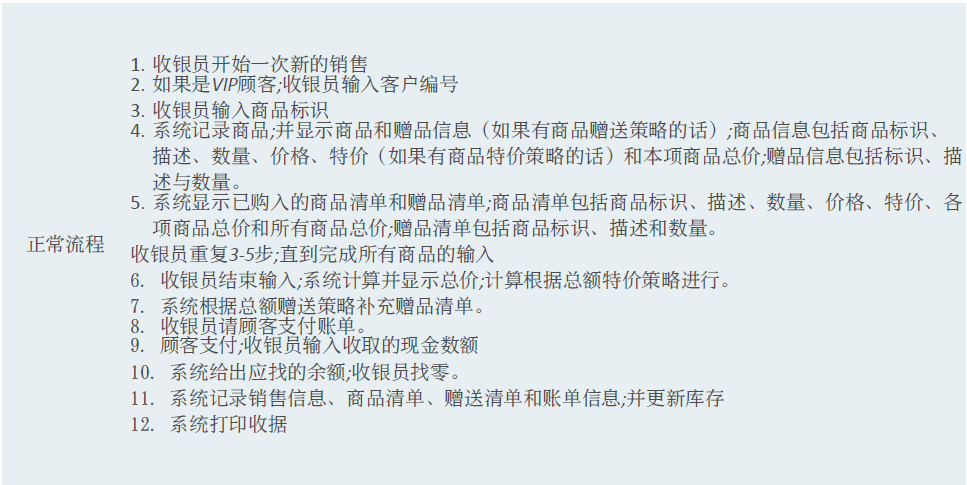 正常流程
1. 收银员开始一次新的销售
2. 如果是VIP顾客;收银员输入客户编号
3. 收银员输入商品标识
4. 系统记录商品;并显示商品和赠品信息（如果有商品赠送策略的话）;商品信息包括商品标识、
描述、数量、价格、特价（如果有商品特价策略的话）和本项商品总价;赠品信息包括标识、描
述与数量。
5. 系统显示已购入的商品清单和赠品清单;商品清单包括商品标识、描述、数量、价格、特价、各
项商品总价和所有商品总价;赠品清单包括商品标识、描述和数量。
收银员重复3-5步;直到完成所有商品的输入
6. 收银员结束输入;系统计算并显示总价;计算根据总额特价策略进行。
7. 系统根据总额赠送策略补充赠品清单。
8. 收银员请顾客支付账单。
9. 顾客支付;收银员输入收取的现金数额
10. 系统给出应找的余额;收银员找零。
11. 系统记录销售信息、商品清单、赠送清单和账单信息;并更新库存
12. 系统打印收据